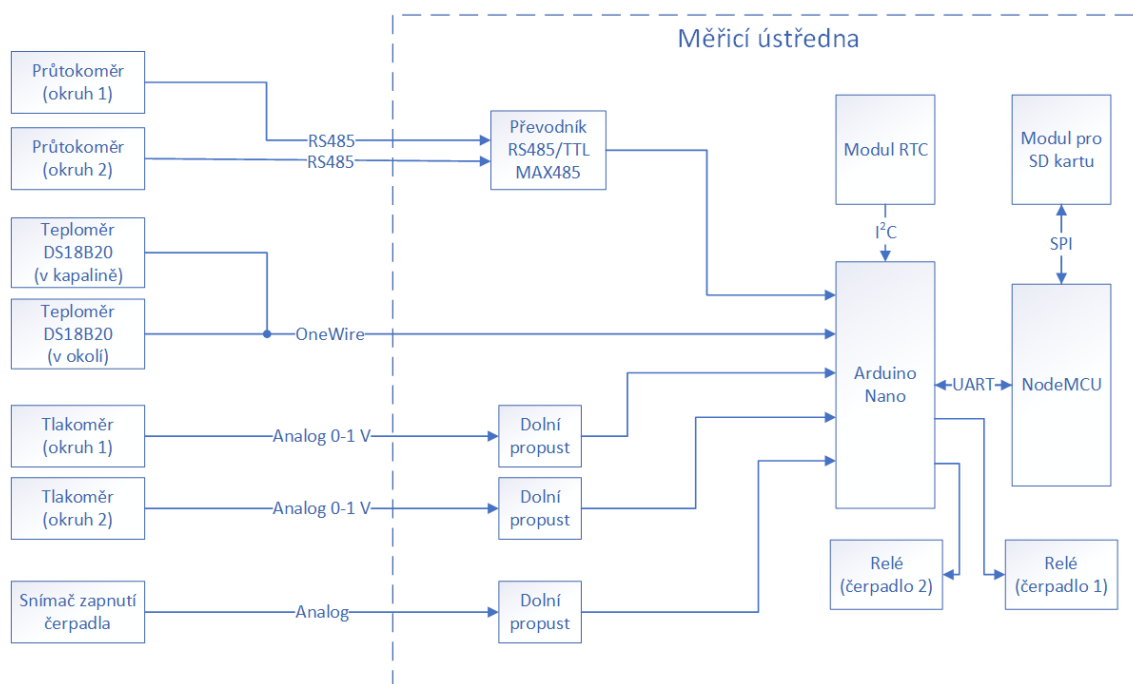 Měřicí ústředna
Průtokoměr
(okruh 1)
Průtokoměr
(okruh 2)
RS485
RS485
Převodník
RS485/TTL
MAX485
Modul RTC
Modul pro
SD kartu
I²C
SPI
Teploměr
DS18B20
(v kapalině)
Teploměr
DS18B20
(v okolí)
OneWire
Arduino
Nano
UART
NodeMCU
Tlakoměr
(okruh 1)
Analog 0-1 V
Dolní
propust
Tlakoměr
(okruh 2)
Analog 0-1 V
Dolní
propust
Relé
(čerpadlo 2)
Relé
(čerpadlo 1)
Snímač zapnutí
čerpadla
Analog
Dolní
propust